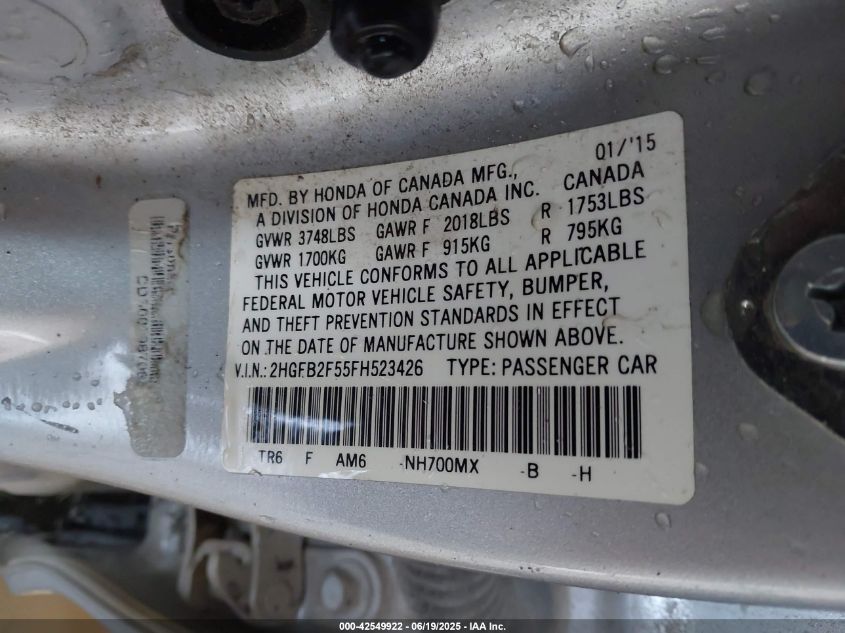 01/'15
MFD. BY HONDA OF CANADA MFG.,
A DIVISION OF HONDA CANADA INC. CANADA
GVWR 3748LBS GAWR F 2018LBS R 1753LBS
GVWR 1700KG GAWR F 915KG R 795KG
THIS VEHICLE CONFORMS TO ALL APPLICABLE
FEDERAL MOTOR VEHICLE SAFETY, BUMPER,
AND THEFT PREVENTION STANDARDS IN EFFECT
ON THE DATE OF MANUFACTURE SHOWN ABOVE.
V.I.N.: 2HGFB2F55FH523426 TYPE: PASSENGER CAR
TR6 F AM6 -NH700MX -B -H
000-42549922 - 06/19/2025 - IAA Inc.